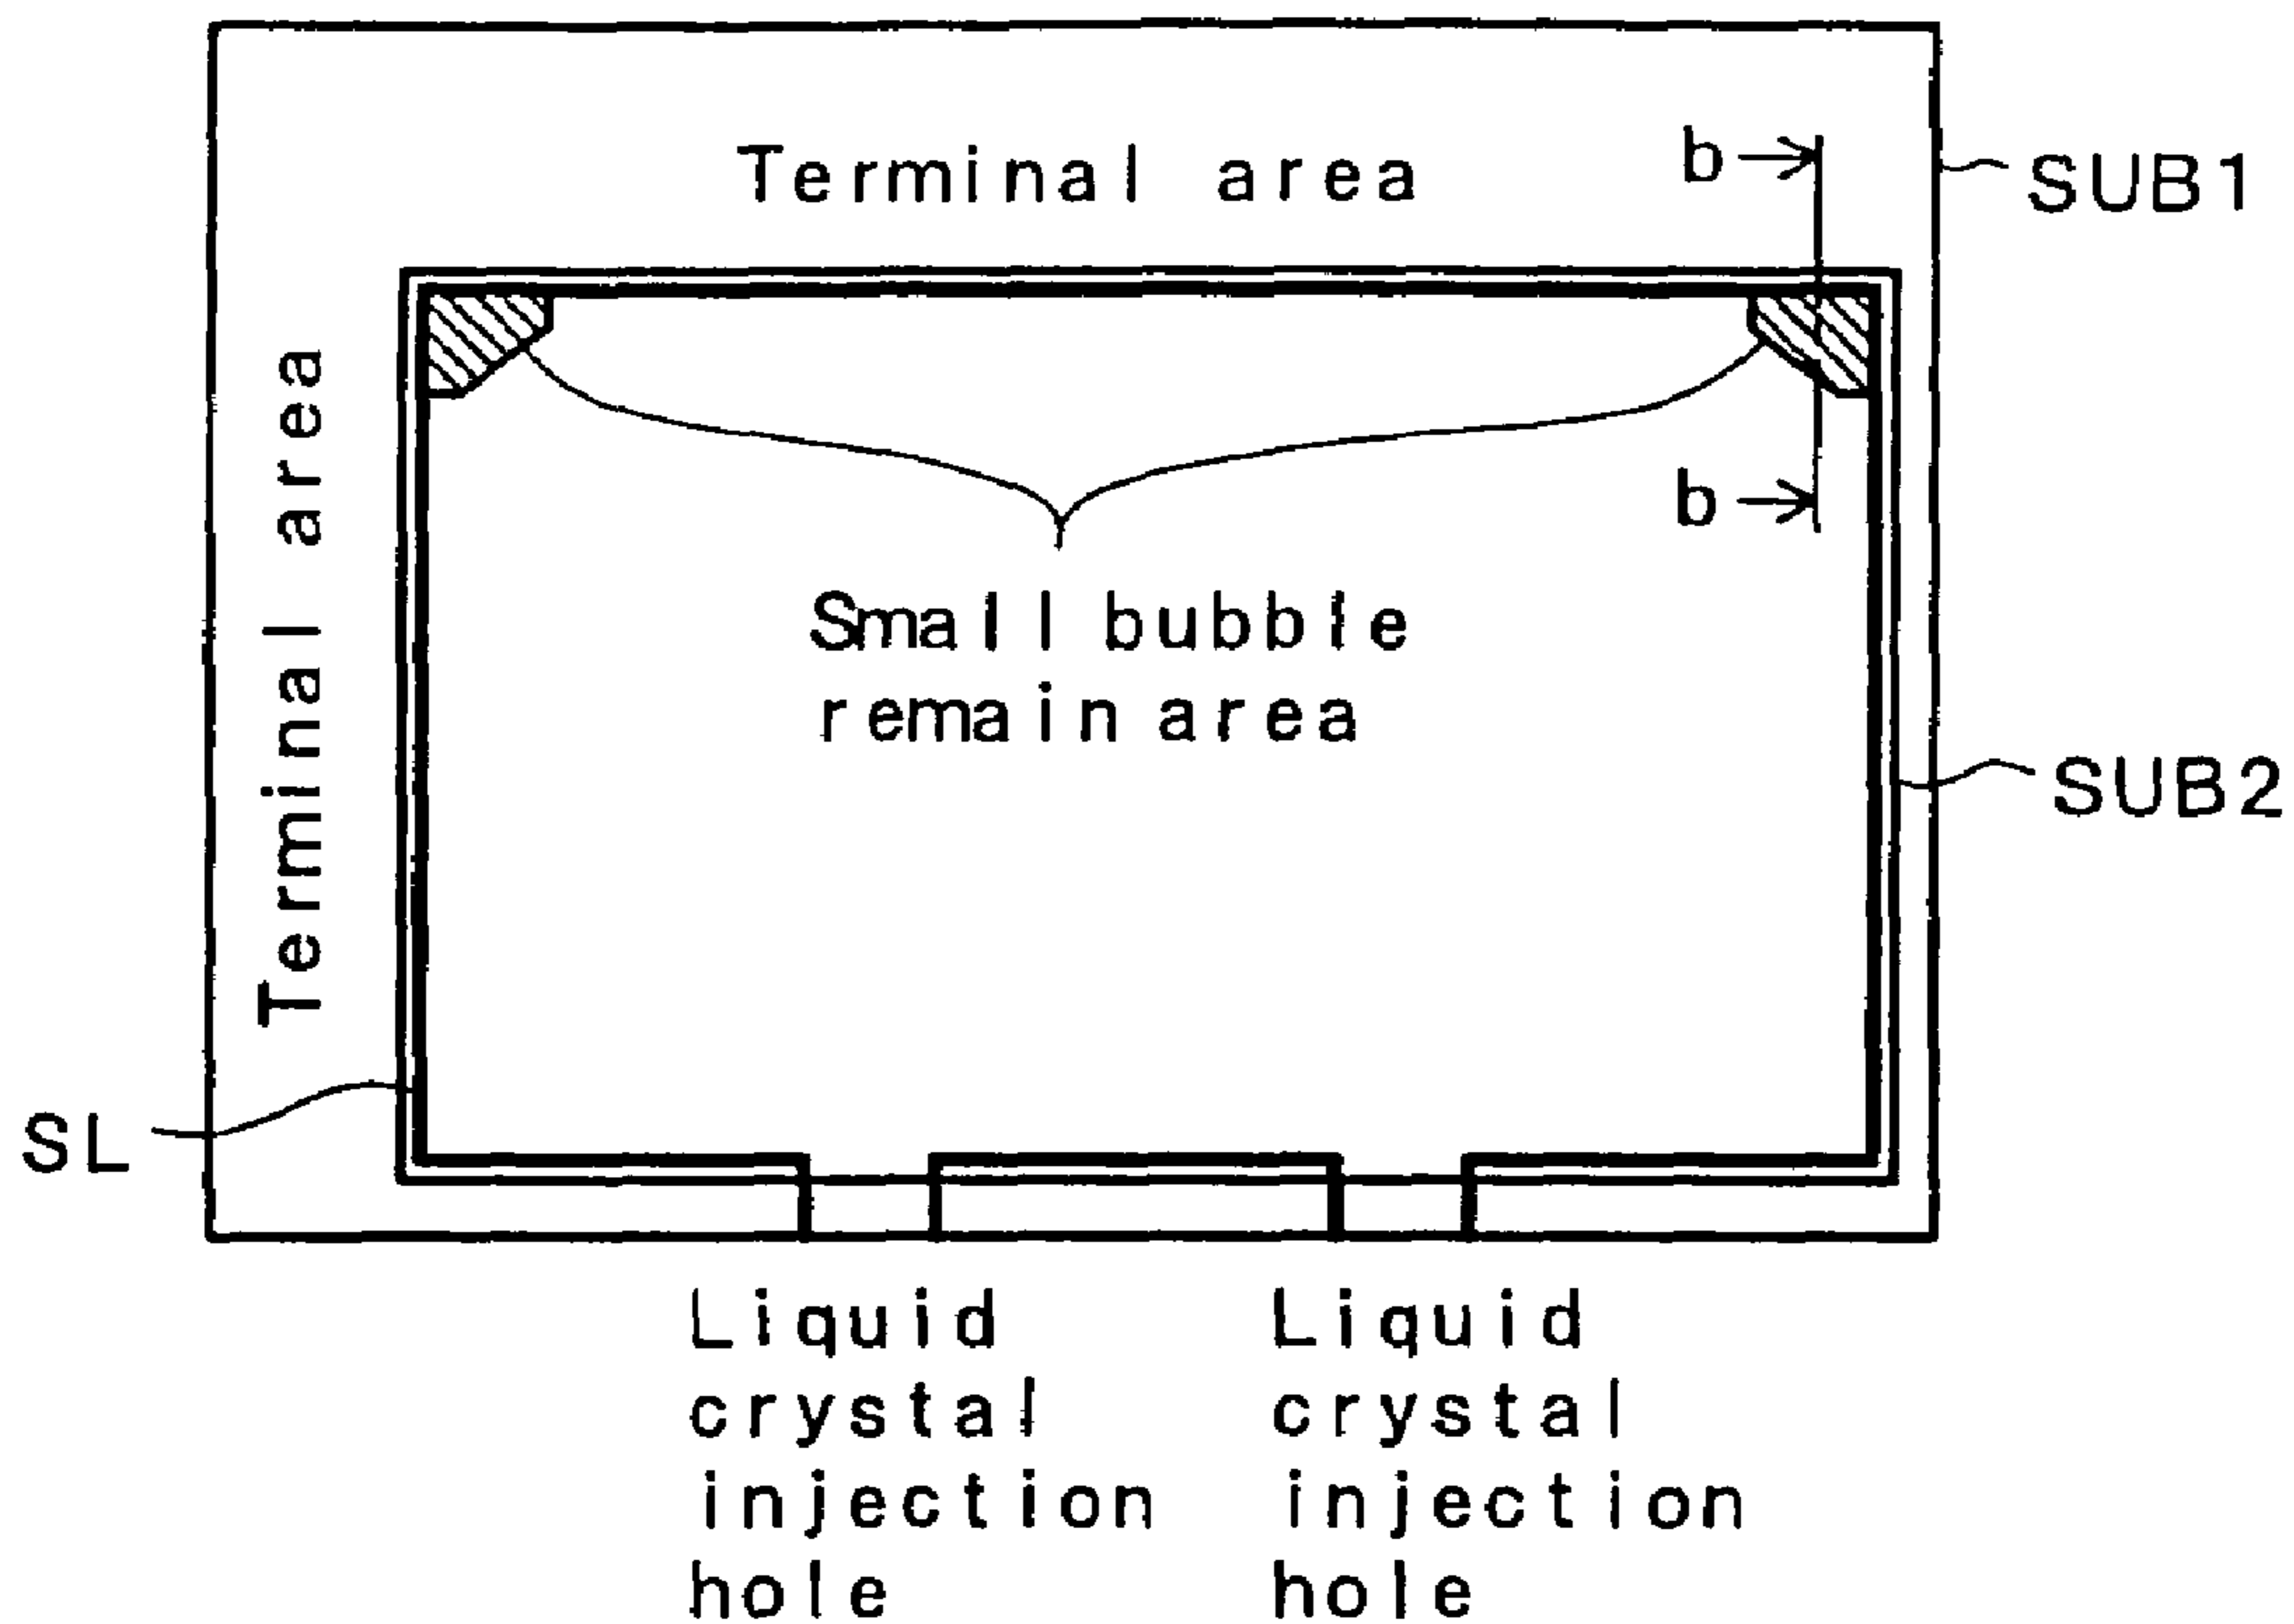 Terminal area
b
SUB1
Terminal area
b
Small bubble
remain area
SUB2
SL
Liquid
crystal
injection
hole
Liquid
crystal
injection
hole